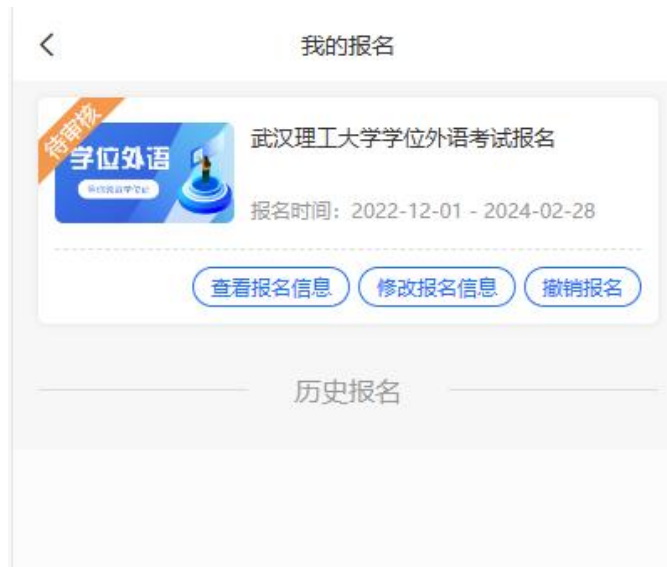 我的报名
待审核
学位外语
武汉理工大学学位外语考试报名
报名时间：2022-12-01 - 2024-02-28
查看报名信息
修改报名信息
撤销报名
历史报名